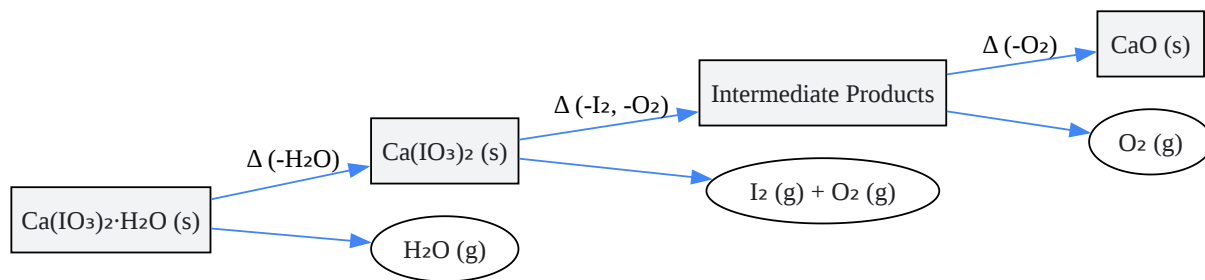 Δ (-O₂)
CaO (s)
Intermediate Products
Δ (-I₂, -O₂)
O₂ (g)
Ca(IO₃)₂ (s)
Δ (-H₂O)
I₂ (g) + O₂ (g)
Ca(IO₃)₂·H₂O (s)
H₂O (g)